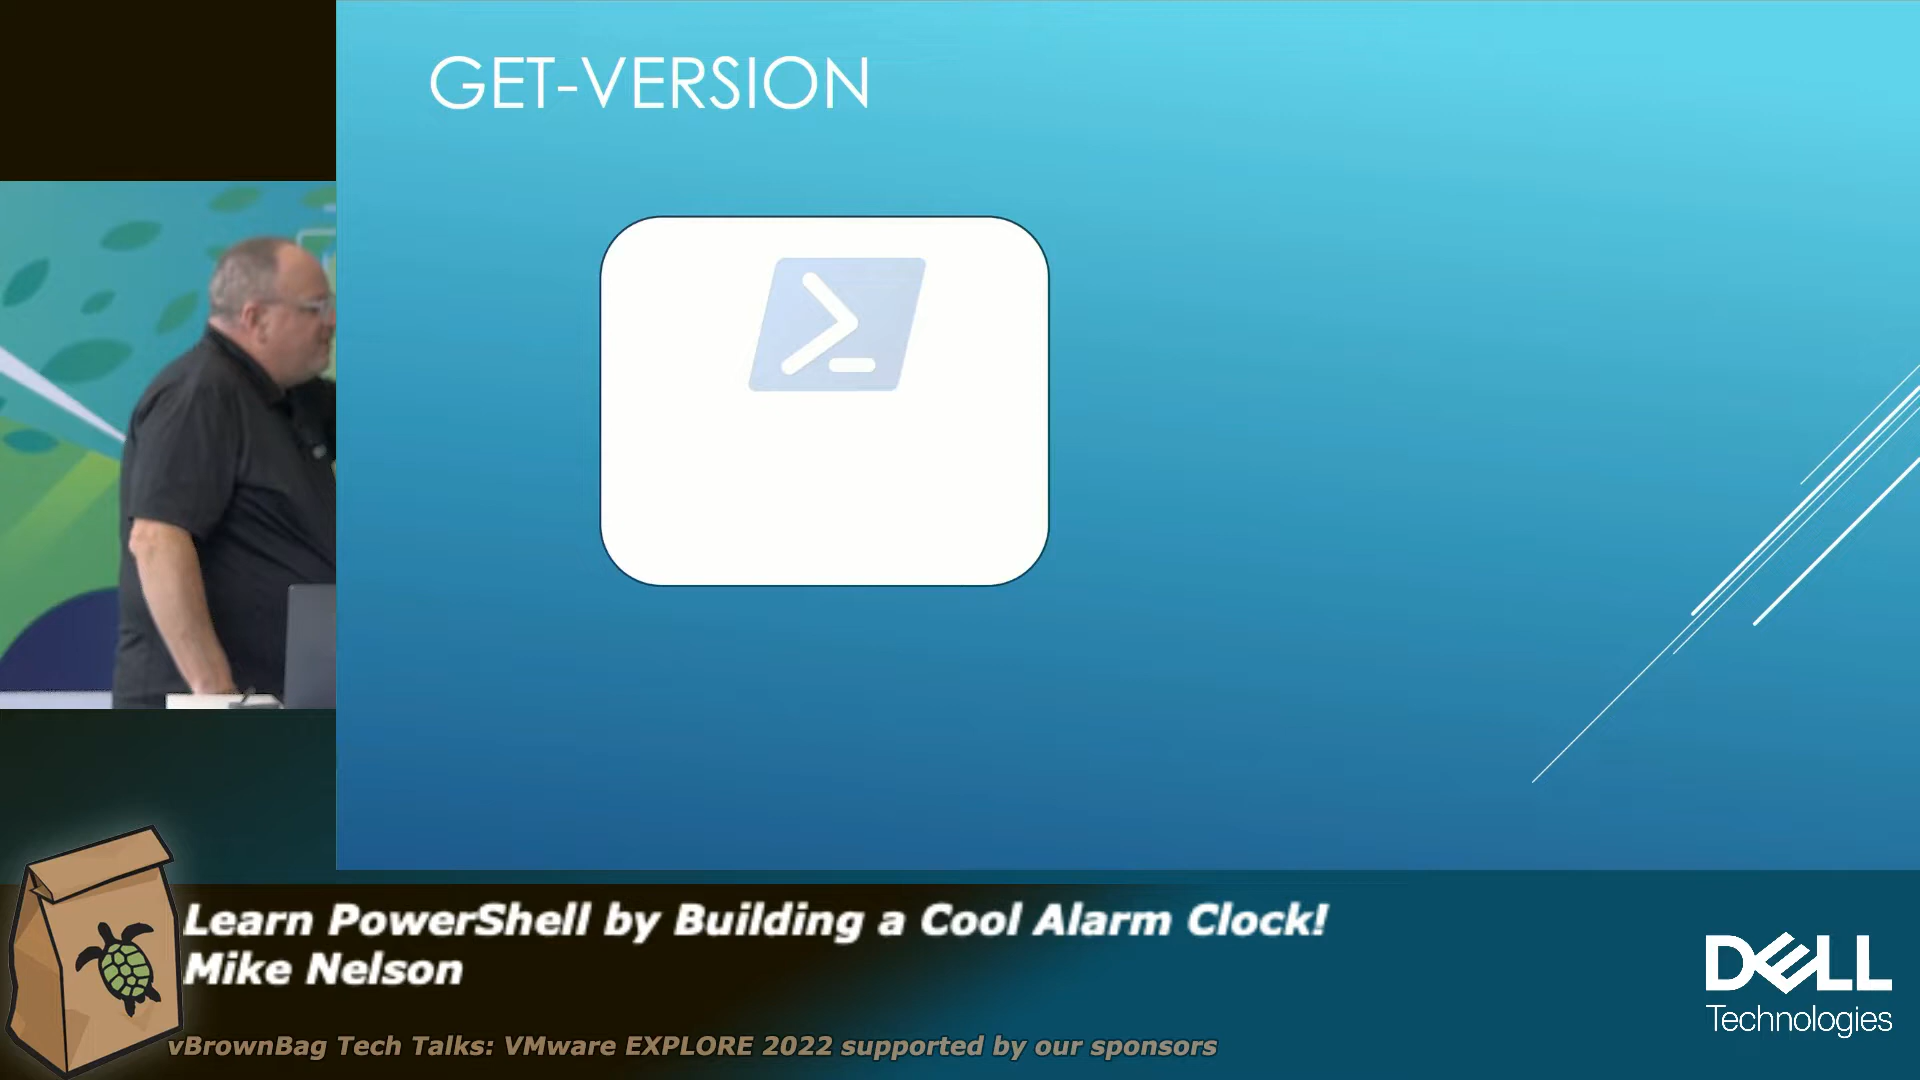 GET-VERSION
Learn PowerShell by Building a Cool Alarm Clock!
Mike Nelson
vBrownBag Tech Talks: VMware EXPLORE 2022 supported by our sponsors
DELL
Technologies